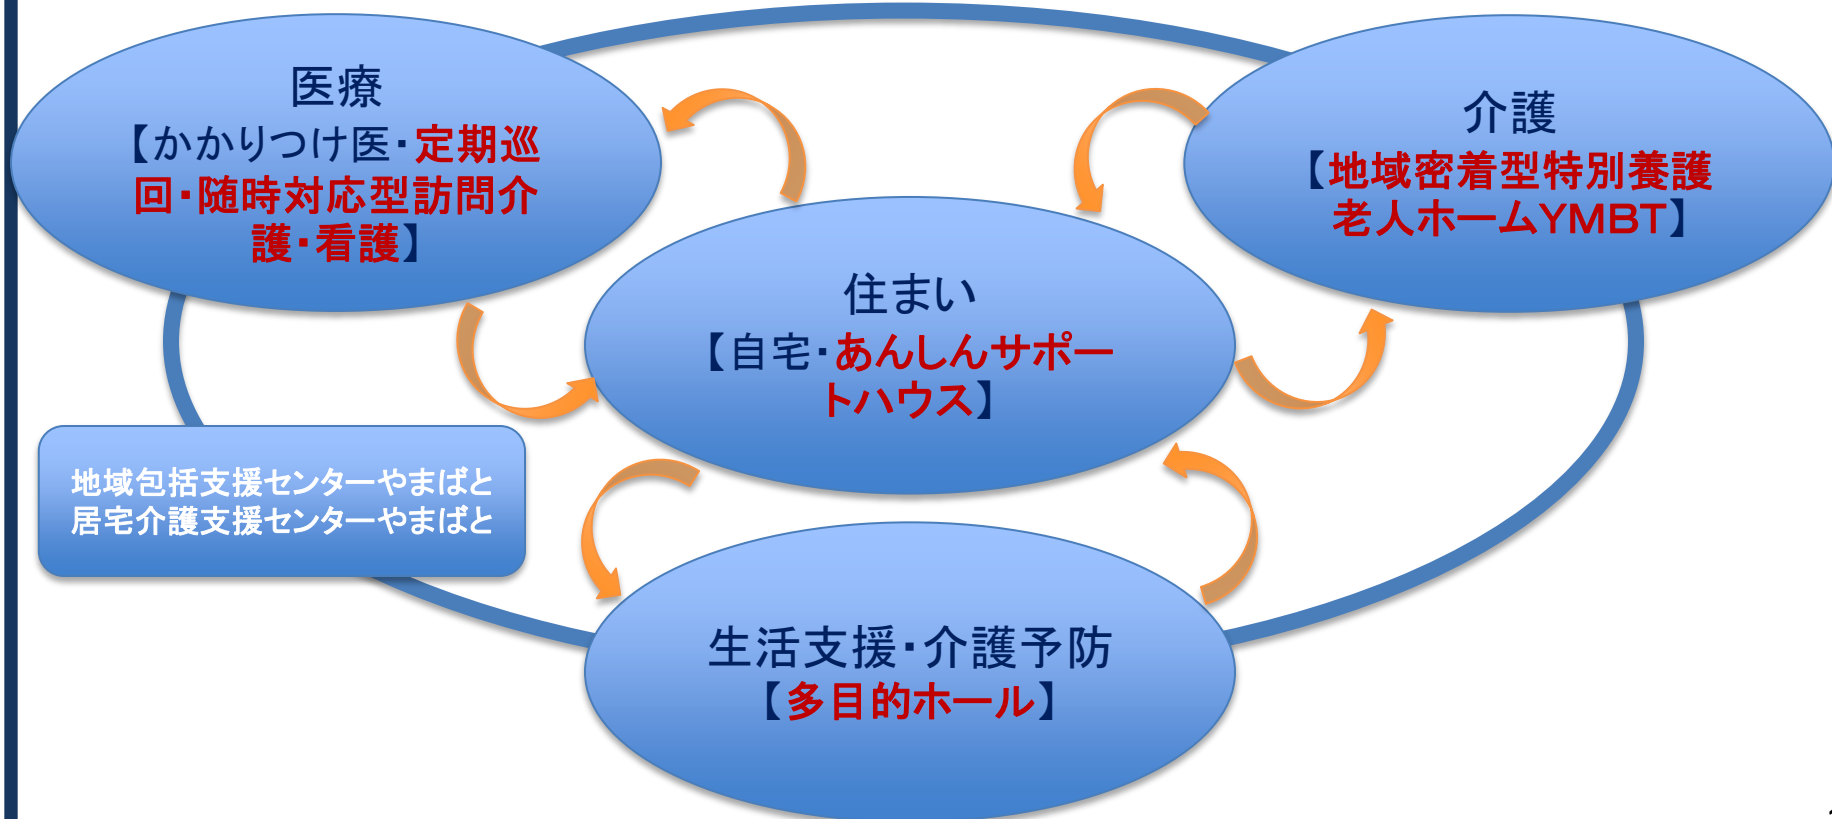 医療
【かかりつけ医・定期巡
回・随時対応型訪問介
護・看護】
介護
【地域密着型特別養護
老人ホームYMBT】
住まい
【自宅・あんしんサポー
トハウス】
地域包括支援センターやまばと
居宅介護支援センターやまばと
生活支援・介護予防
【多目的ホール】